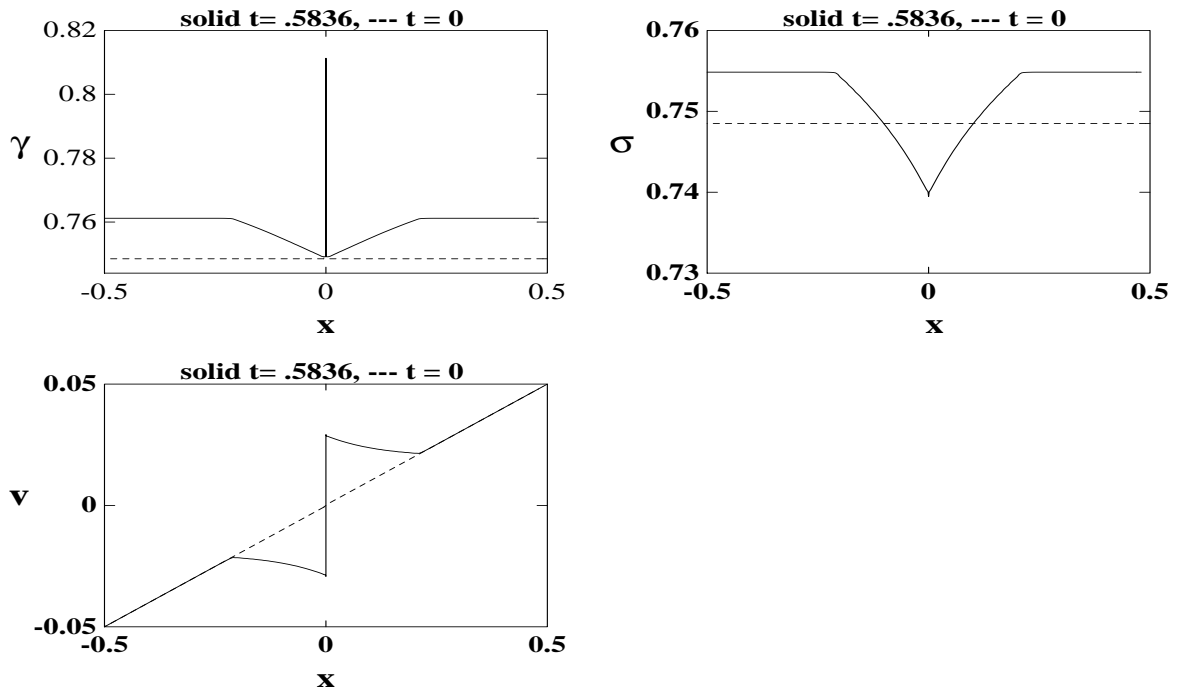 solid t= .5836, --- t = 0
0.82
0.8
γ
0.78
0.76
-0.5
0
0.5
x
solid t= .5836, --- t = 0
0.76
0.75
σ
0.74
0.73
-0.5
0
0.5
x
solid t= .5836, --- t = 0
0.05
v
0
-0.05
-0.5
0
0.5
x